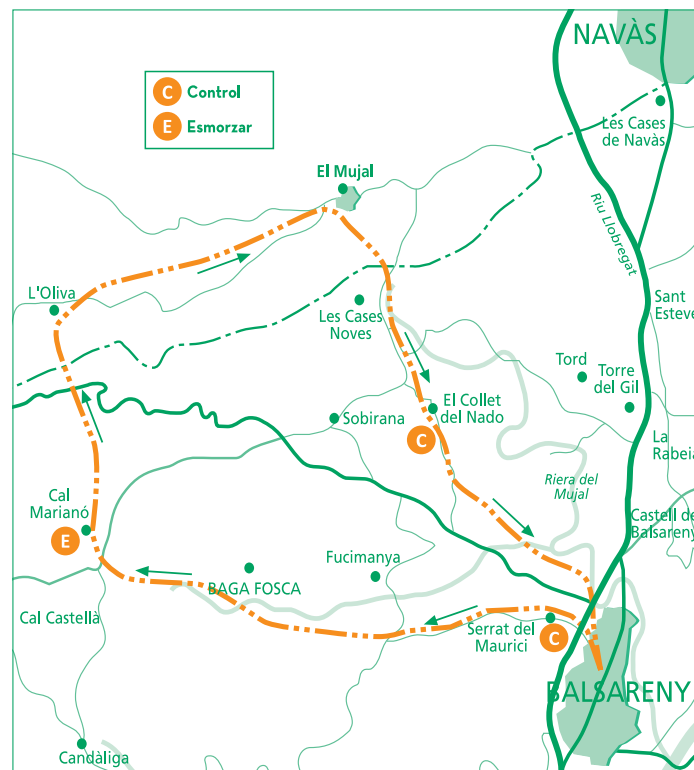 NAVÀS
C Control
E Esmorzar
Les Cases
de Navàs
El Mujal
Riu Llobregat
L'Oliva
Les Cases
Noves
Sant
Esteve
Tord
Torre
del Gil
El Collet
del Nado
C
Sobirana
La
Rabeia
Riera del
Mujal
Cal
Marianó
E
Castell de
Balsareny
Fucimanya
BAGA FOSCA
Cal Castellà
Serrat del
Maurici
C
BALSARENY
Candàliga